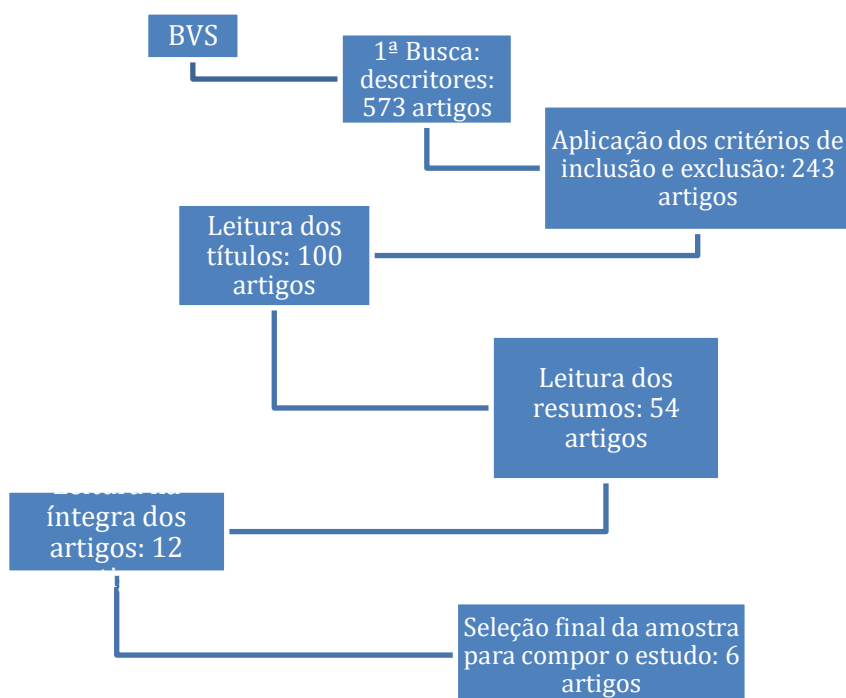 BVS
1ª Busca:
descritores:
573 artigos
Aplicação dos critérios de
inclusão e exclusão: 243
artigos
Leitura dos
títulos: 100
artigos
Leitura dos
resumos: 54
artigos
íntegra dos
artigos: 12
Seleção final da amostra
para compor o estudo: 6
artigos